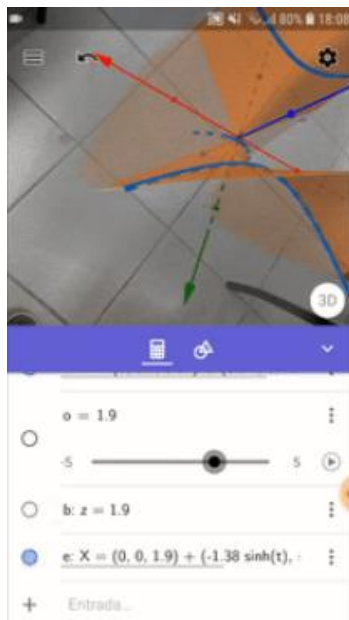 80% 18:08
3D
o = 1.9
-5 5
b: z = 1.9
e: X = (0, 0, 1.9) + (-1.38 sinh(t), ·
+ Entrada...